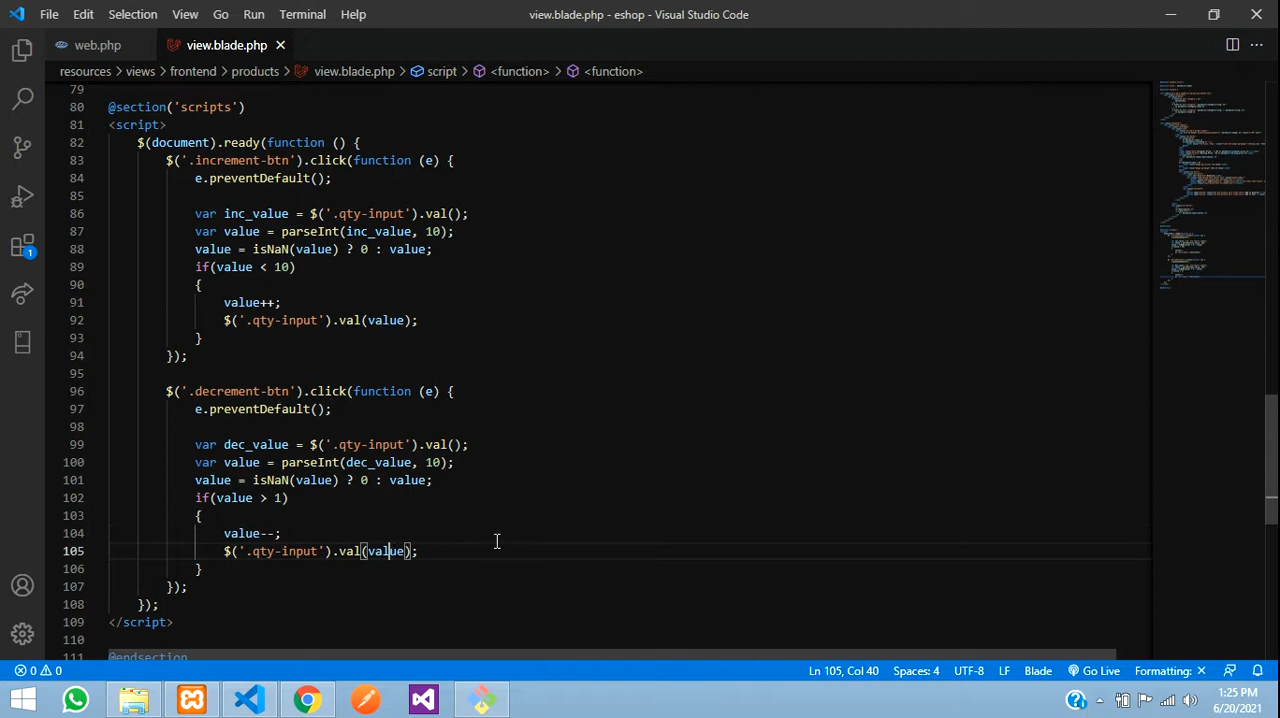 File Edit Selection View Go Run Terminal Help view.blade.php - eshop - Visual Studio Code
web.php view.blade.php
resources > views > frontend > products > view.blade.php > script > <function> > <function>
79
80 @section('scripts')
81 <script>
82 $(document).ready(function () {
83 $('.increment-btn').click(function (e) {
84 e.preventDefault();
85
86 var inc_value = $('.qty-input').val();
87 var value = parseInt(inc_value, 10);
88 value = isNaN(value) ? 0 : value;
89 if(value < 10)
90 {
91 value++;
92 $('.qty-input').val(value);
93 }
94 });
95
96 $('.decrement-btn').click(function (e) {
97 e.preventDefault();
98
99 var dec_value = $('.qty-input').val();
100 var value = parseInt(dec_value, 10);
101 value = isNaN(value) ? 0 : value;
102 if(value > 1)
103 {
104 value--;
105 $('.qty-input').val(value);
106 }
107 });
108 });
109 </script>
110
111 @endsection
1
0 0 Ln 105, Col 40 Spaces: 4 UTF-8 LF Blade Go Live Formatting: ×
1:25 PM
6/20/2021